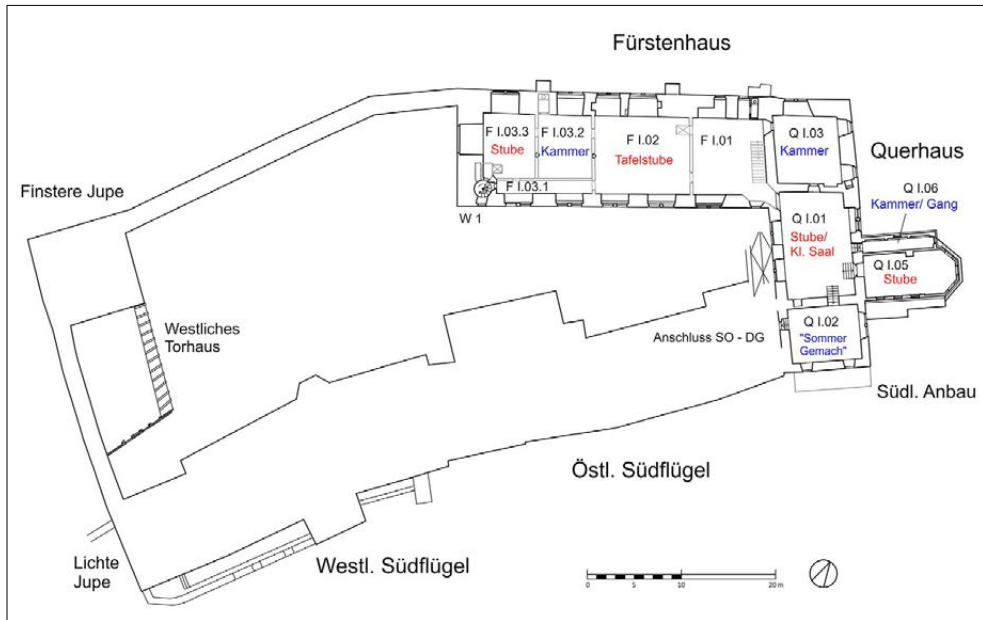 Fürstenhaus
F I.03.3
Stube
F I.03.2
Kammer
F I.02
Tafelstube
F I.01
Q I.03
Kammer
Querhaus
Q I.06
Kammer/ Gang
F I.03.1
W 1
Finstere Jupe
Q I.01
Stube/
Kl. Saal
Q I.05
Stube
Westliches
Torhaus
Anschluss SO - DG
Q I.02
"Sommer
Gemach"
Südl. Anbau
Östl. Südflügel
Lichte
Jupe
Westl. Südflügel
0 5 10 20 m